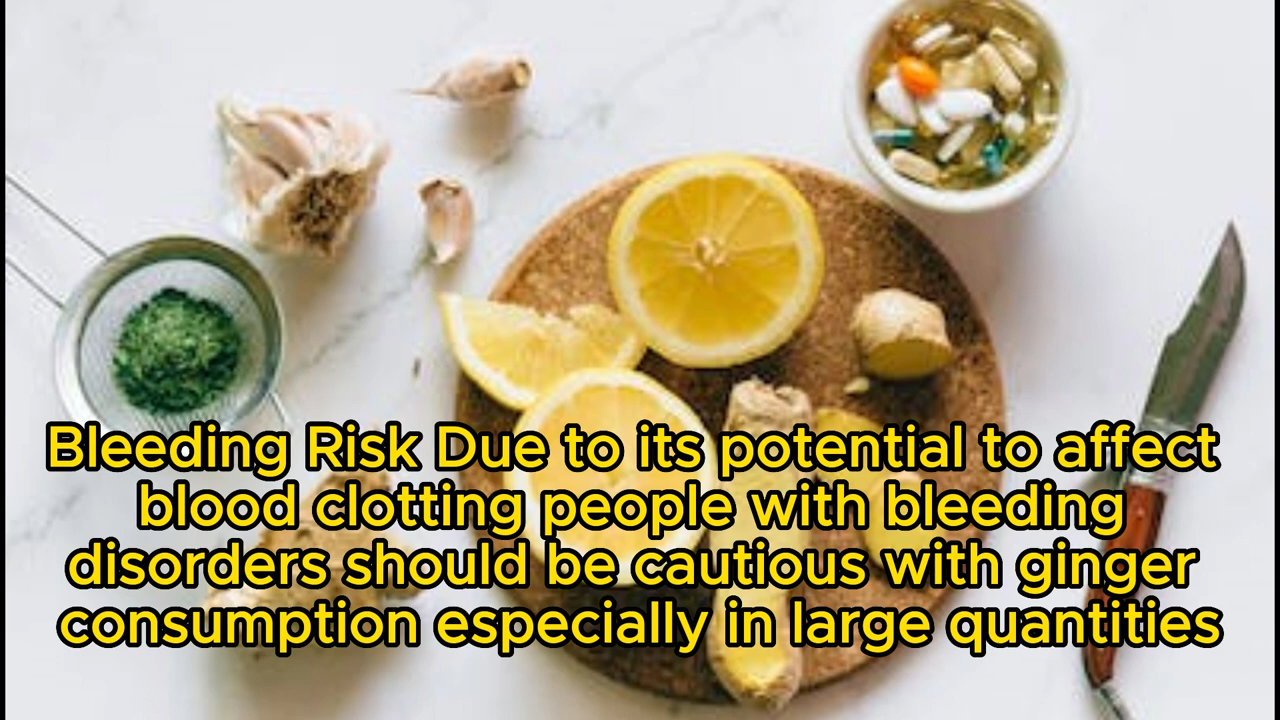 Bleeding Risk Due to its potential to affect
blood clotting people with bleeding
disorders should be cautious with ginger
consumption especially in large quantities